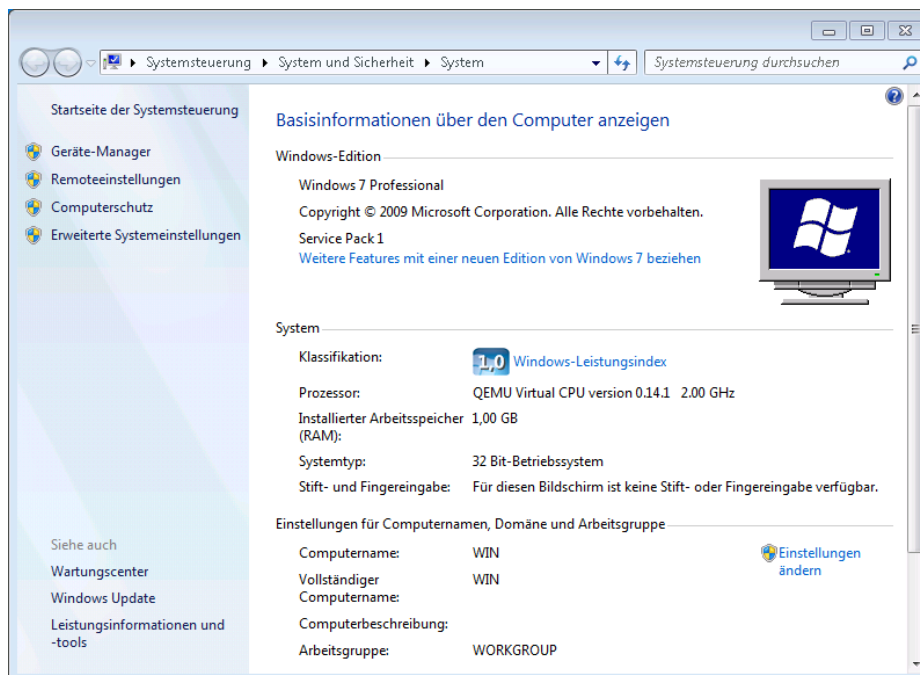 Systemsteuerung System und Sicherheit System
Systemsteuerung durchsuchen
Startseite der Systemsteuerung
Geräte-Manager
Remoteeinstellungen
Computerschutz
Erweiterte Systemeinstellungen
Siehe auch
Wartungscenter
Windows Update
Leistungsinformationen und
-tools
Basisinformationen über den Computer anzeigen
Windows-Edition
Windows 7 Professional
Copyright © 2009 Microsoft Corporation. Alle Rechte vorbehalten.
Service Pack 1
Weitere Features mit einer neuen Edition von Windows 7 beziehen
System
Klassifikation: 1,0 Windows-Leistungsindex
Prozessor: QEMU Virtual CPU version 0.14.1 2.00 GHz
Installierter Arbeitsspeicher 1,00 GB
(RAM):
Systemtyp: 32 Bit-Betriebssystem
Stift- und Fingereingabe: Für diesen Bildschirm ist keine Stift- oder Fingereingabe verfügbar.
Einstellungen für Computernamen, Domäne und Arbeitsgruppe
Computername: WIN Einstellungen
ändern
Vollständiger WIN
Computername:
Computerbeschreibung:
Arbeitsgruppe: WORKGROUP